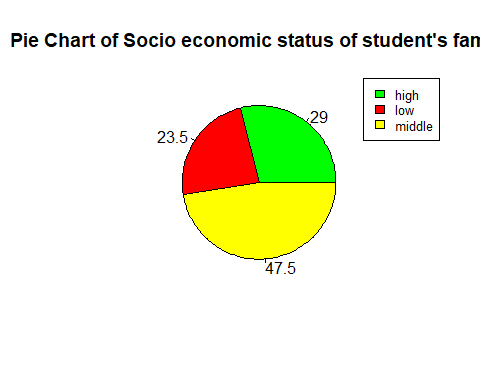 Pie Chart of Socio economic status of student's fam
high
low
middle
29
23.5
47.5